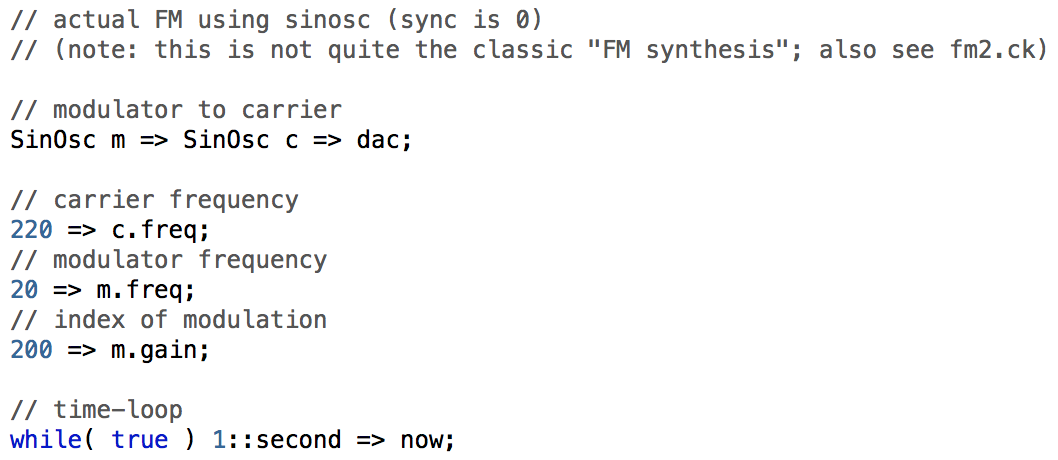 // actual FM using sinosc (sync is 0)
// (note: this is not quite the classic "FM synthesis"; also see fm2.ck)
// modulator to carrier
SinOsc m => SinOsc c => dac;
// carrier frequency
220 => c.freq;
// modulator frequency
20 => m.freq;
// index of modulation
200 => m.gain;
// time-loop
while( true ) 1::second => now;